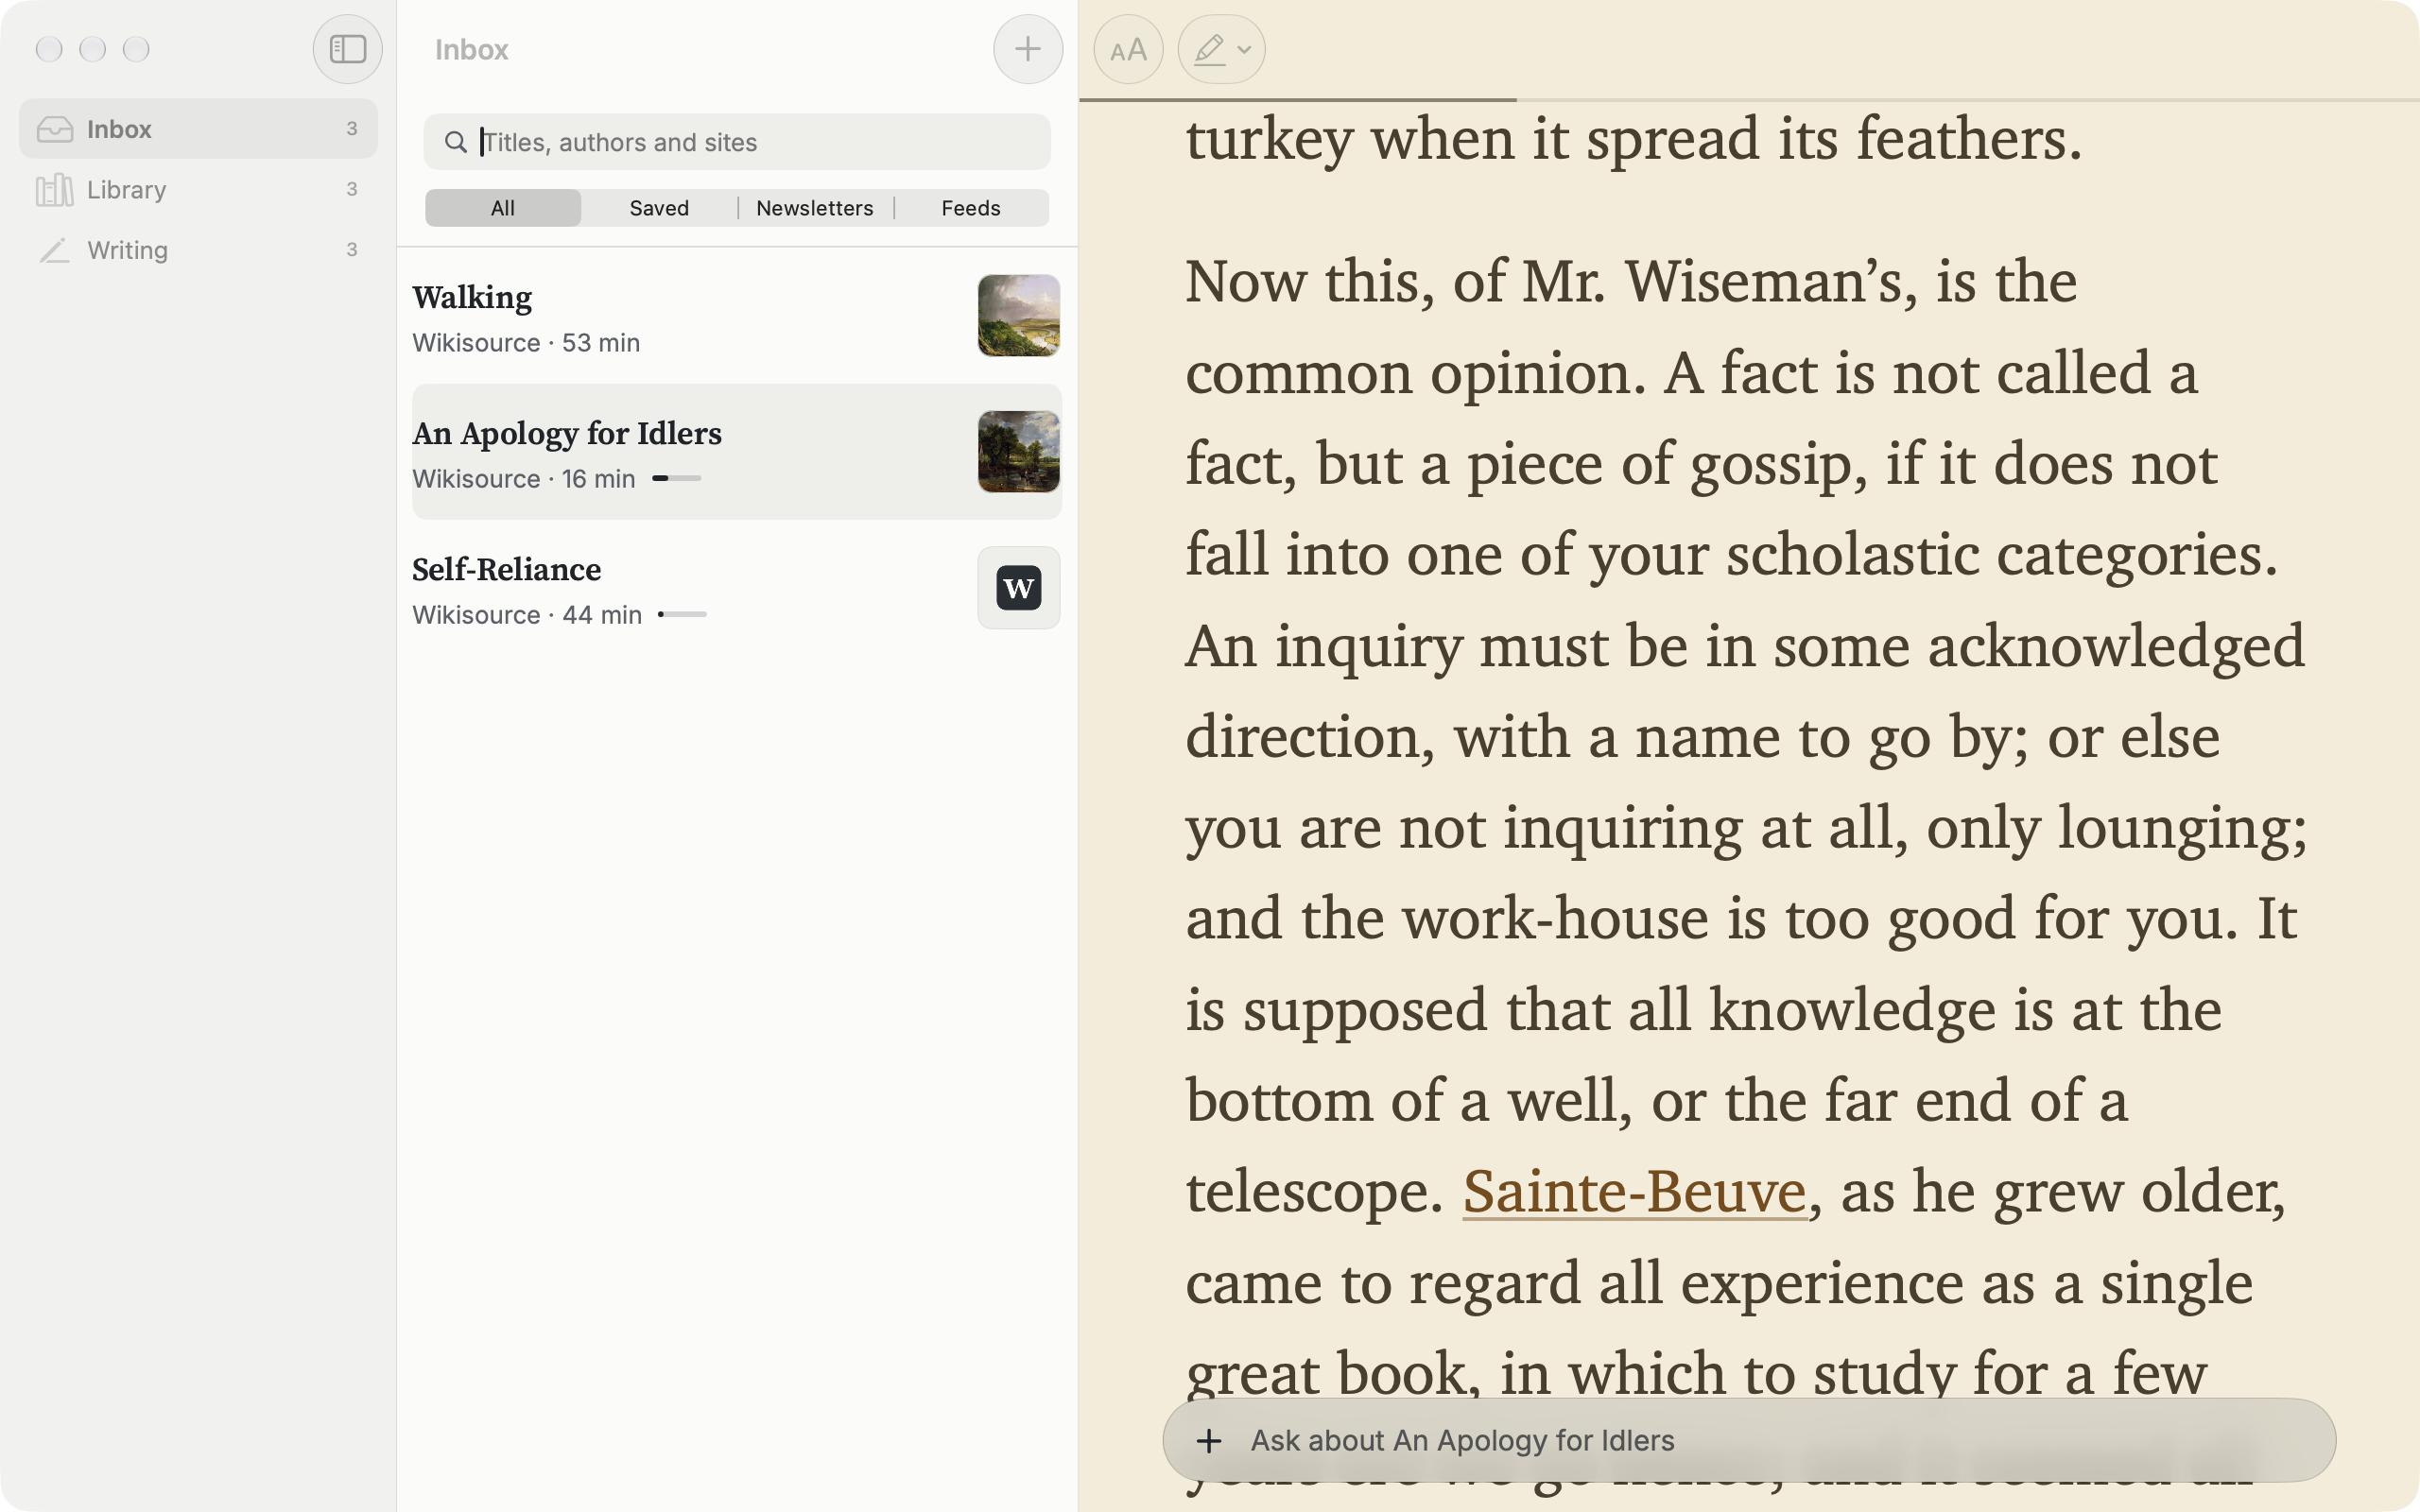 Inbox
Inbox 3
Library 3
Writing 3
Titles, authors and sites
All Saved Newsletters Feeds
Walking
Wikisource · 53 min
An Apology for Idlers
Wikisource · 16 min
Self-Reliance
Wikisource · 44 min
W
AA
turkey when it spread its feathers.
Now this, of Mr. Wiseman’s, is the
common opinion. A fact is not called a
fact, but a piece of gossip, if it does not
fall into one of your scholastic categories.
An inquiry must be in some acknowledged
direction, with a name to go by; or else
you are not inquiring at all, only lounging;
and the work-house is too good for you. It
is supposed that all knowledge is at the
bottom of a well, or the far end of a
telescope. Sainte-Beuve, as he grew older,
came to regard all experience as a single
great book, in which to study for a few
Ask about An Apology for Idlers